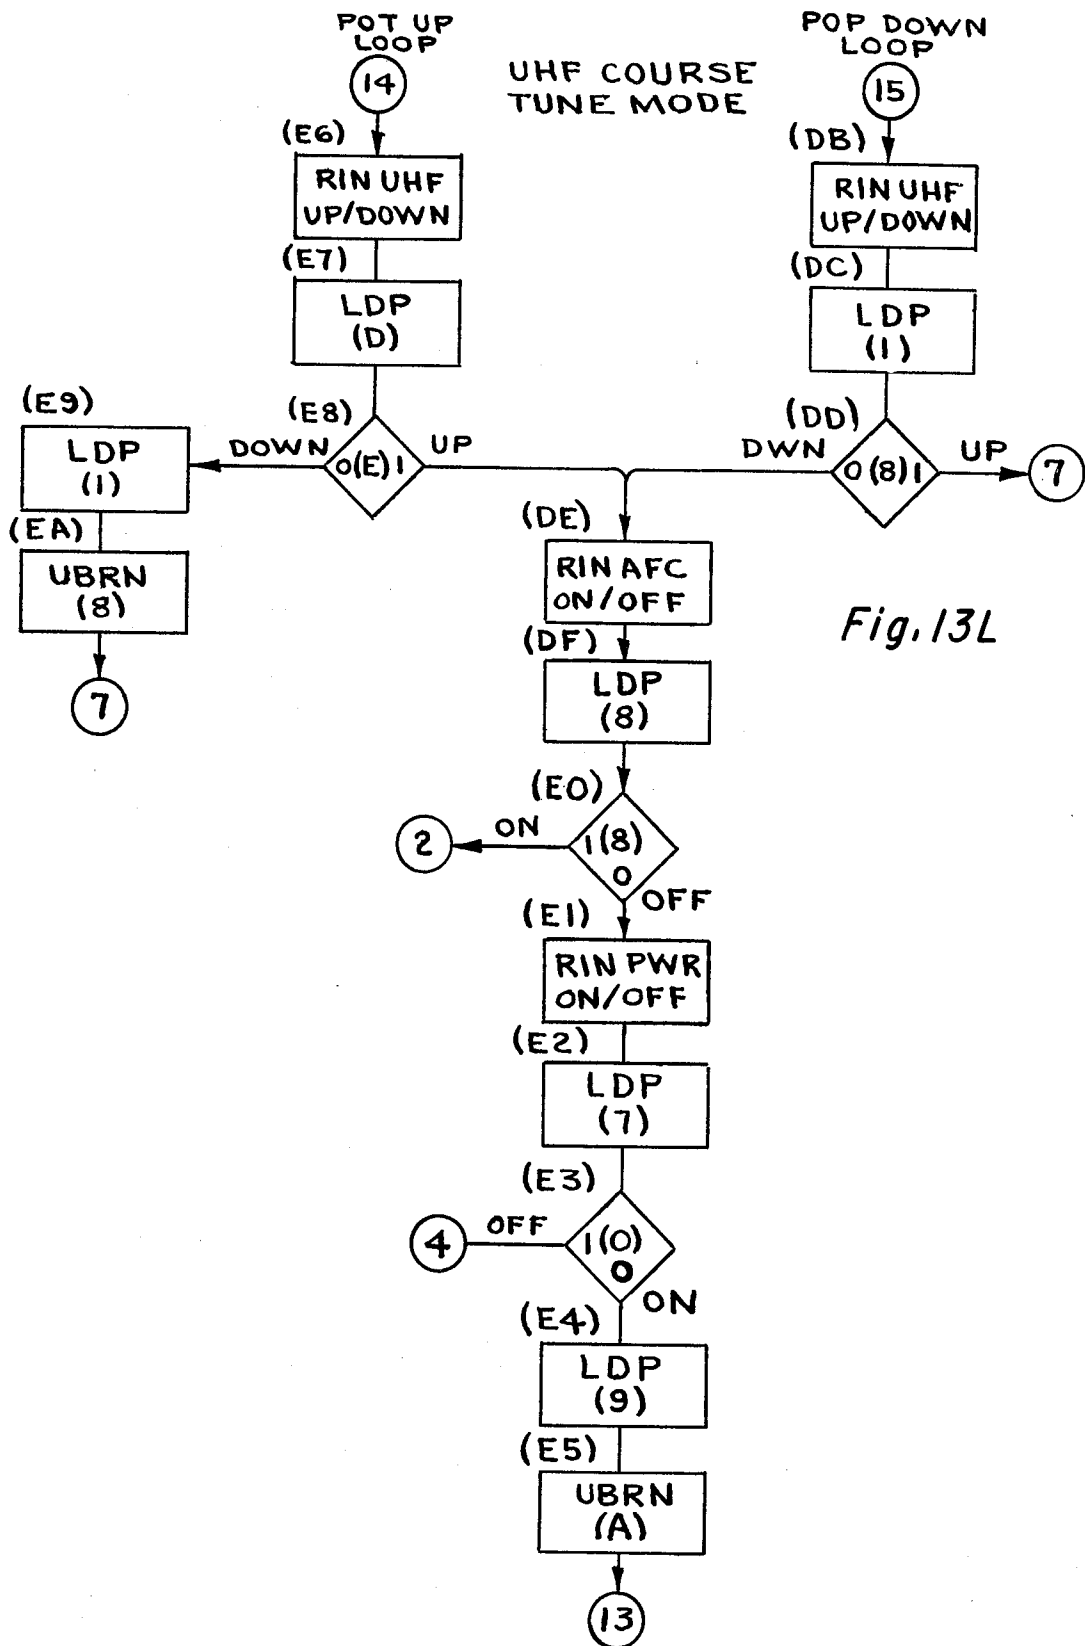 POT UP
LOOP
14
(E6)
RIN UHF
UP/DOWN
(E7)
LDP
(D)
(E8)
0(E)1
DOWN
UP
(E9)
LDP
(1)
(EA)
UBRN
(8)
7
UHF COURSE
TUNE MODE
POP DOWN
LOOP
15
(DB)
RIN UHF
UP/DOWN
(DC)
LDP
(1)
(DD)
DWN
0(8)1
UP
7
Fig. 13L
(DE)
RIN AFC
ON/OFF
(DF)
LDP
(8)
(E0)
1(8)
0
ON
2
OFF
(E1)
RIN PWR
ON/OFF
(E2)
LDP
(7)
(E3)
1(0)
0
OFF
4
ON
(E4)
LDP
(9)
(E5)
UBRN
(A)
13